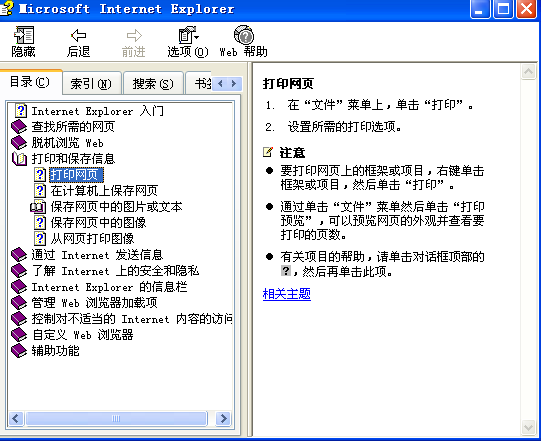 Microsoft Internet Explorer
隐藏 后退 前进 选项(O) Web 帮助
目录(C) 索引(N) 搜索(S) 书
Internet Explorer 入门
查找所需的网页
脱机浏览 Web
打印和保存信息
打印网页
在计算机上保存网页
保存网页中的图片或文本
保存网页中的图像
从网页打印图像
通过 Internet 发送信息
了解 Internet 上的安全和隐私
Internet Explorer 的信息栏
管理 Web 浏览器加载项
控制对不适当的 Internet 内容的访问
自定义 Web 浏览器
辅助功能
打印网页
1. 在“文件”菜单上，单击“打印”。
2. 设置所需的打印选项。
注意
● 要打印网页上的框架或项目，右键单击
框架或项目，然后单击“打印”。
● 通过单击“文件”菜单然后单击“打印
预览”，可以预览网页的外观并查看要
打印的页数。
● 有关项目的帮助，请单击对话框顶部的
?，然后再单击此项。
相关主题